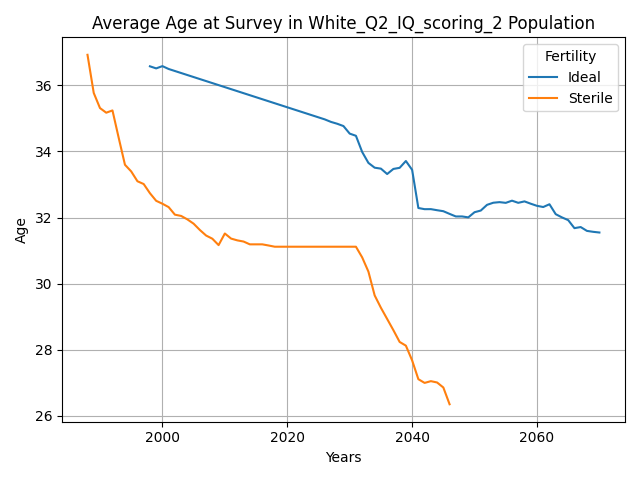 Average Age at Survey in White_Q2_IQ_scoring_2 Population
Fertility
Ideal
Sterile
Age
36
34
32
30
28
26
2000
2020
2040
2060
Years